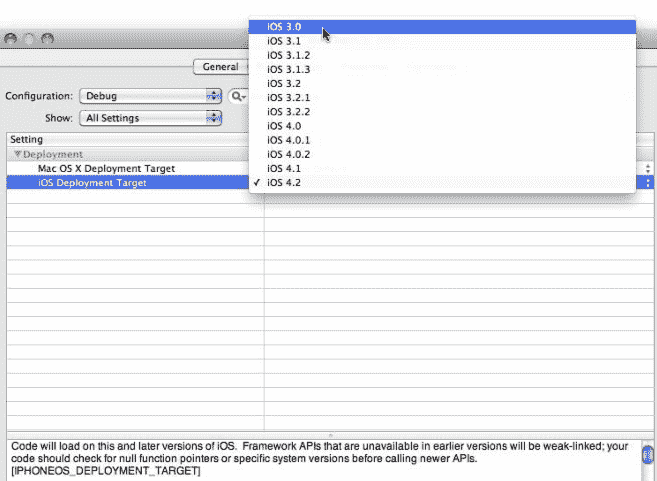 iOS 3.0
iOS 3.1
General
iOS 3.1.2
iOS 3.1.3
iOS 3.2
Configuration: Debug
iOS 3.2.1
iOS 3.2.2
Show: All Settings
iOS 4.0
iOS 4.0.1
Setting
iOS 4.0.2
Deployment
Mac OS X Deployment Target
iOS 4.1
iOS Deployment Target
✓ iOS 4.2
Code will load on this and later versions of iOS. Framework APIs that are unavailable in earlier versions will be weak-linked; your
code should check for null function pointers or specific system versions before calling newer APIs.
[IPHONEOS_DEPLOYMENT_TARGET]